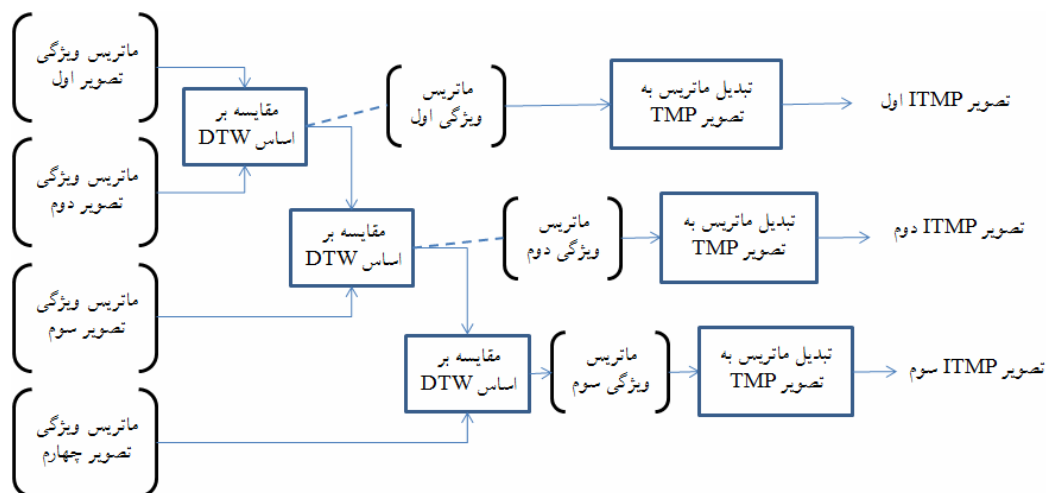 ماتریس ویژگی
تصویر اول
مقایسه بر
اساس DTW
ماتریس
ویژگی اول
تبدیل ماتریس به
تصویر TMP
تصویر ITMP اول
ماتریس ویژگی
تصویر دوم
مقایسه بر
اساس DTW
ماتریس
ویژگی دوم
تبدیل ماتریس به
تصویر TMP
تصویر ITMP دوم
ماتریس ویژگی
تصویر سوم
مقایسه بر
اساس DTW
ماتریس
ویژگی سوم
تبدیل ماتریس به
تصویر TMP
تصویر ITMP سوم
ماتریس ویژگی
تصویر چهارم